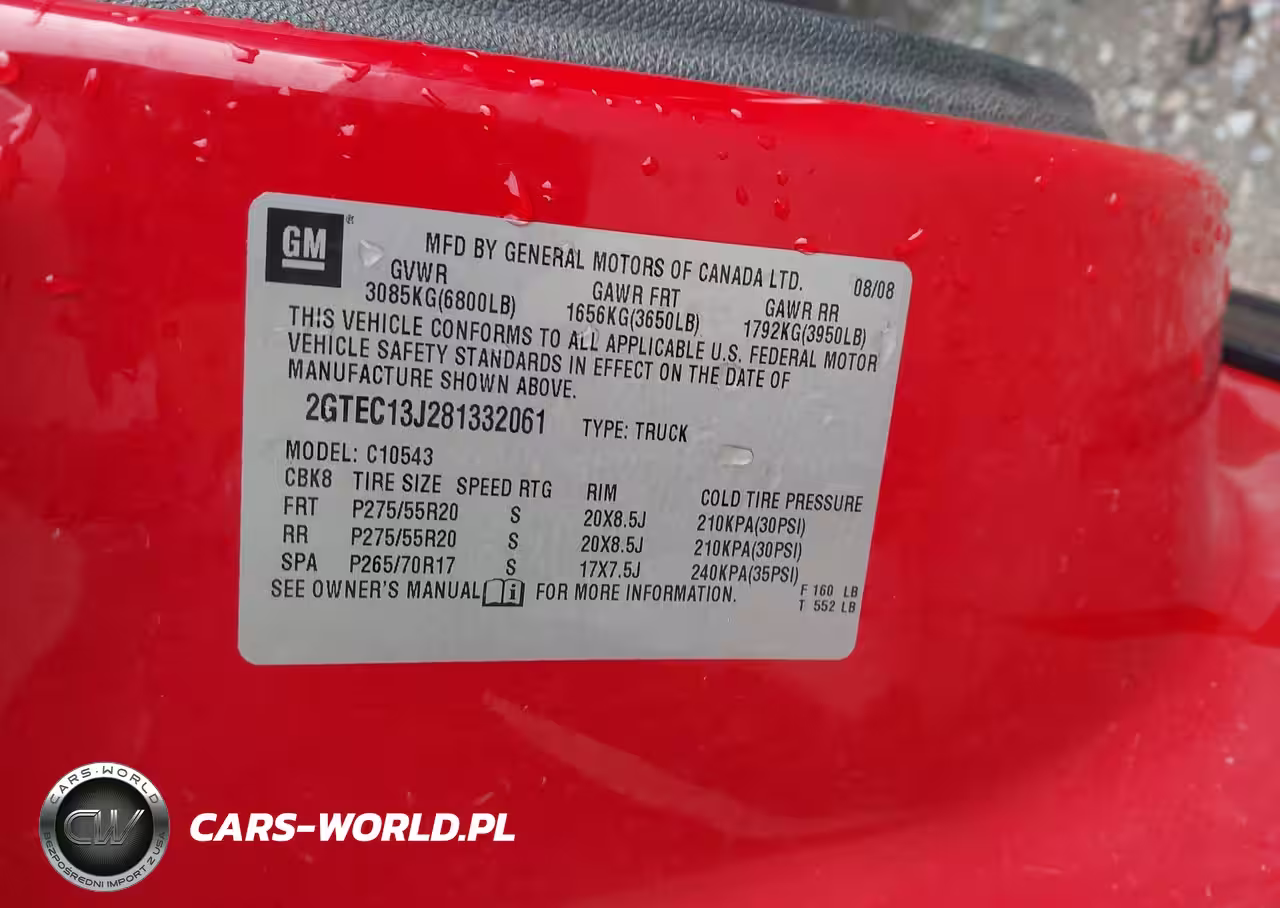 GM
MFD BY GENERAL MOTORS OF CANADA LTD.
08/08
GVWR GAWR FRT GAWR RR
3085KG(6800LB) 1656KG(3650LB) 1792KG(3950LB)
THIS VEHICLE CONFORMS TO ALL APPLICABLE U.S. FEDERAL MOTOR
VEHICLE SAFETY STANDARDS IN EFFECT ON THE DATE OF
MANUFACTURE SHOWN ABOVE.
2GTEC13J281332061 TYPE: TRUCK
MODEL: C10543
CBK8 TIRE SIZE SPEED RTG RIM COLD TIRE PRESSURE
FRT P275/55R20 S 20X8.5J 210KPA(30PSI)
RR P275/55R20 S 20X8.5J 210KPA(30PSI)
SPA P265/70R17 S 17X7.5J 240KPA(35PSI)
SEE OWNER'S MANUAL i FOR MORE INFORMATION.
F 160 LB
T 552 LB
CARS-WORLD
CW
BEZPOŚREDNI IMPORT Z USA
CARS-WORLD.PL